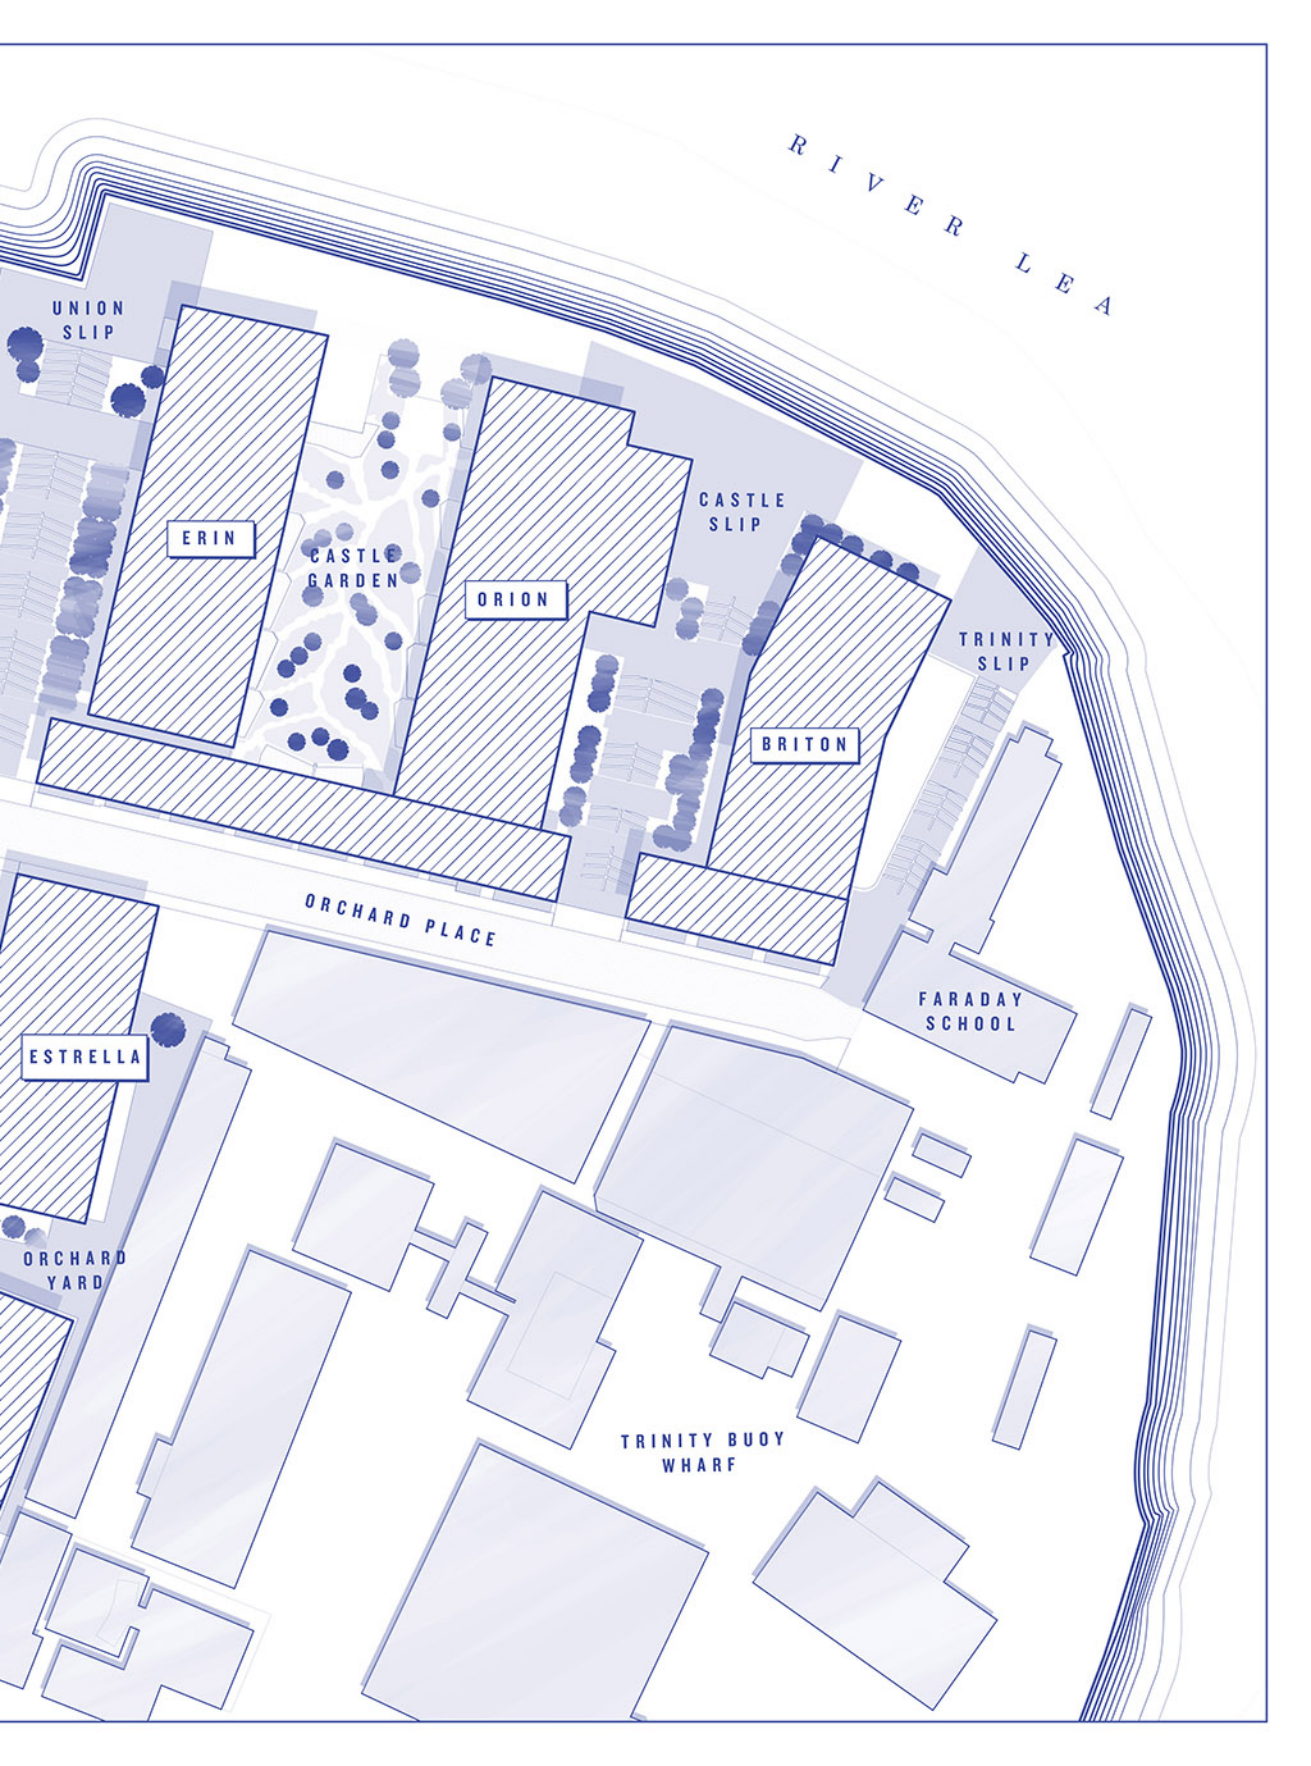 RIVER LEA
UNION
SLIP
CASTLE
SLIP
ERIN
CASTLE
GARDEN
ORION
TRINITY
SLIP
BRITON
ORCHARD PLACE
FARADAY
SCHOOL
ESTRELLA
ORCHARD
YARD
TRINITY BUOY
WHARF